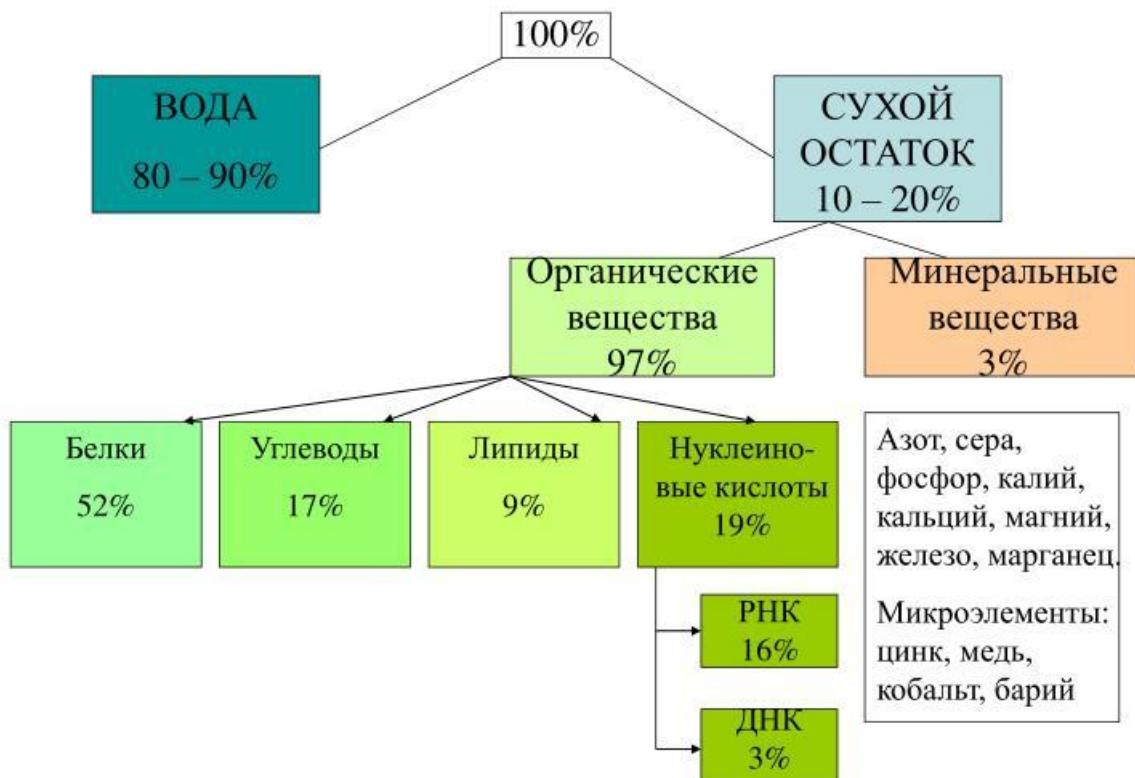 100%
ВОДА
80 – 90%
СУХОЙ
ОСТАТОК
10 – 20%
Органические
вещества
97%
Минеральные
вещества
3%
Белки
52%
Углеводы
17%
Липиды
9%
Нуклеино-
вые кислоты
19%
Азот, сера,
фосфор, калий,
кальций, магний,
железо, марганец.
Микроэлементы:
цинк, медь,
кобальт, барий
РНК
16%
ДНК
3%